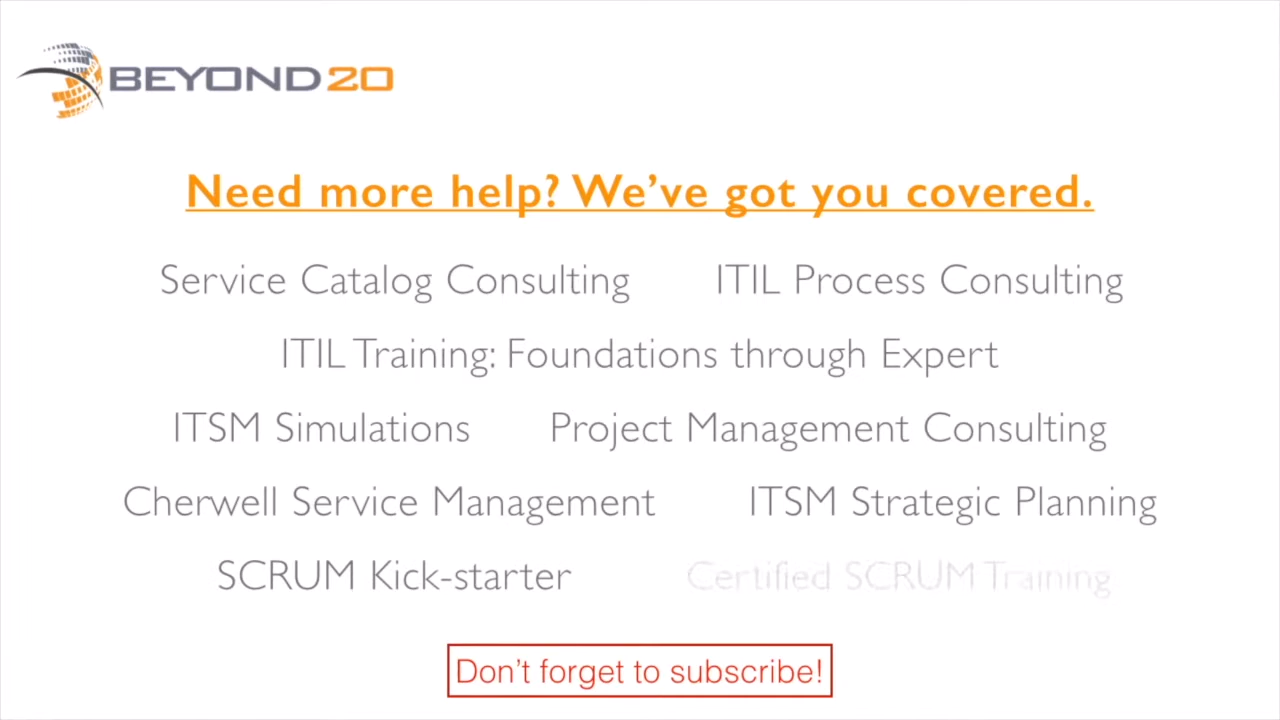 BEYOND20
Need more help? We've got you covered.
Service Catalog Consulting ITIL Process Consulting
ITIL Training: Foundations through Expert
ITSM Simulations Project Management Consulting
Cherwell Service Management ITSM Strategic Planning
SCRUM Kick-starter Certified SCRUM Training
Don't forget to subscribe!